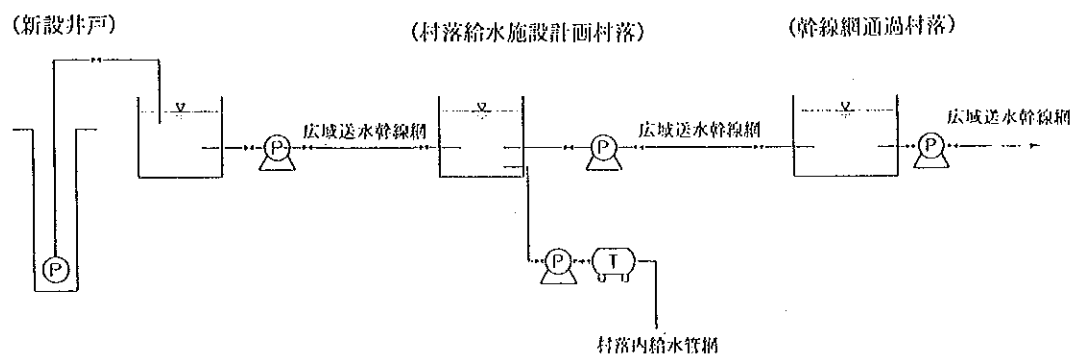 (新設井戸)
(村落給水施設計画村落)
(幹線網通過村落)
広域送水幹線網
広域送水幹線網
広域送水幹線網
P
P
P
P
P
T
村落内給水管網